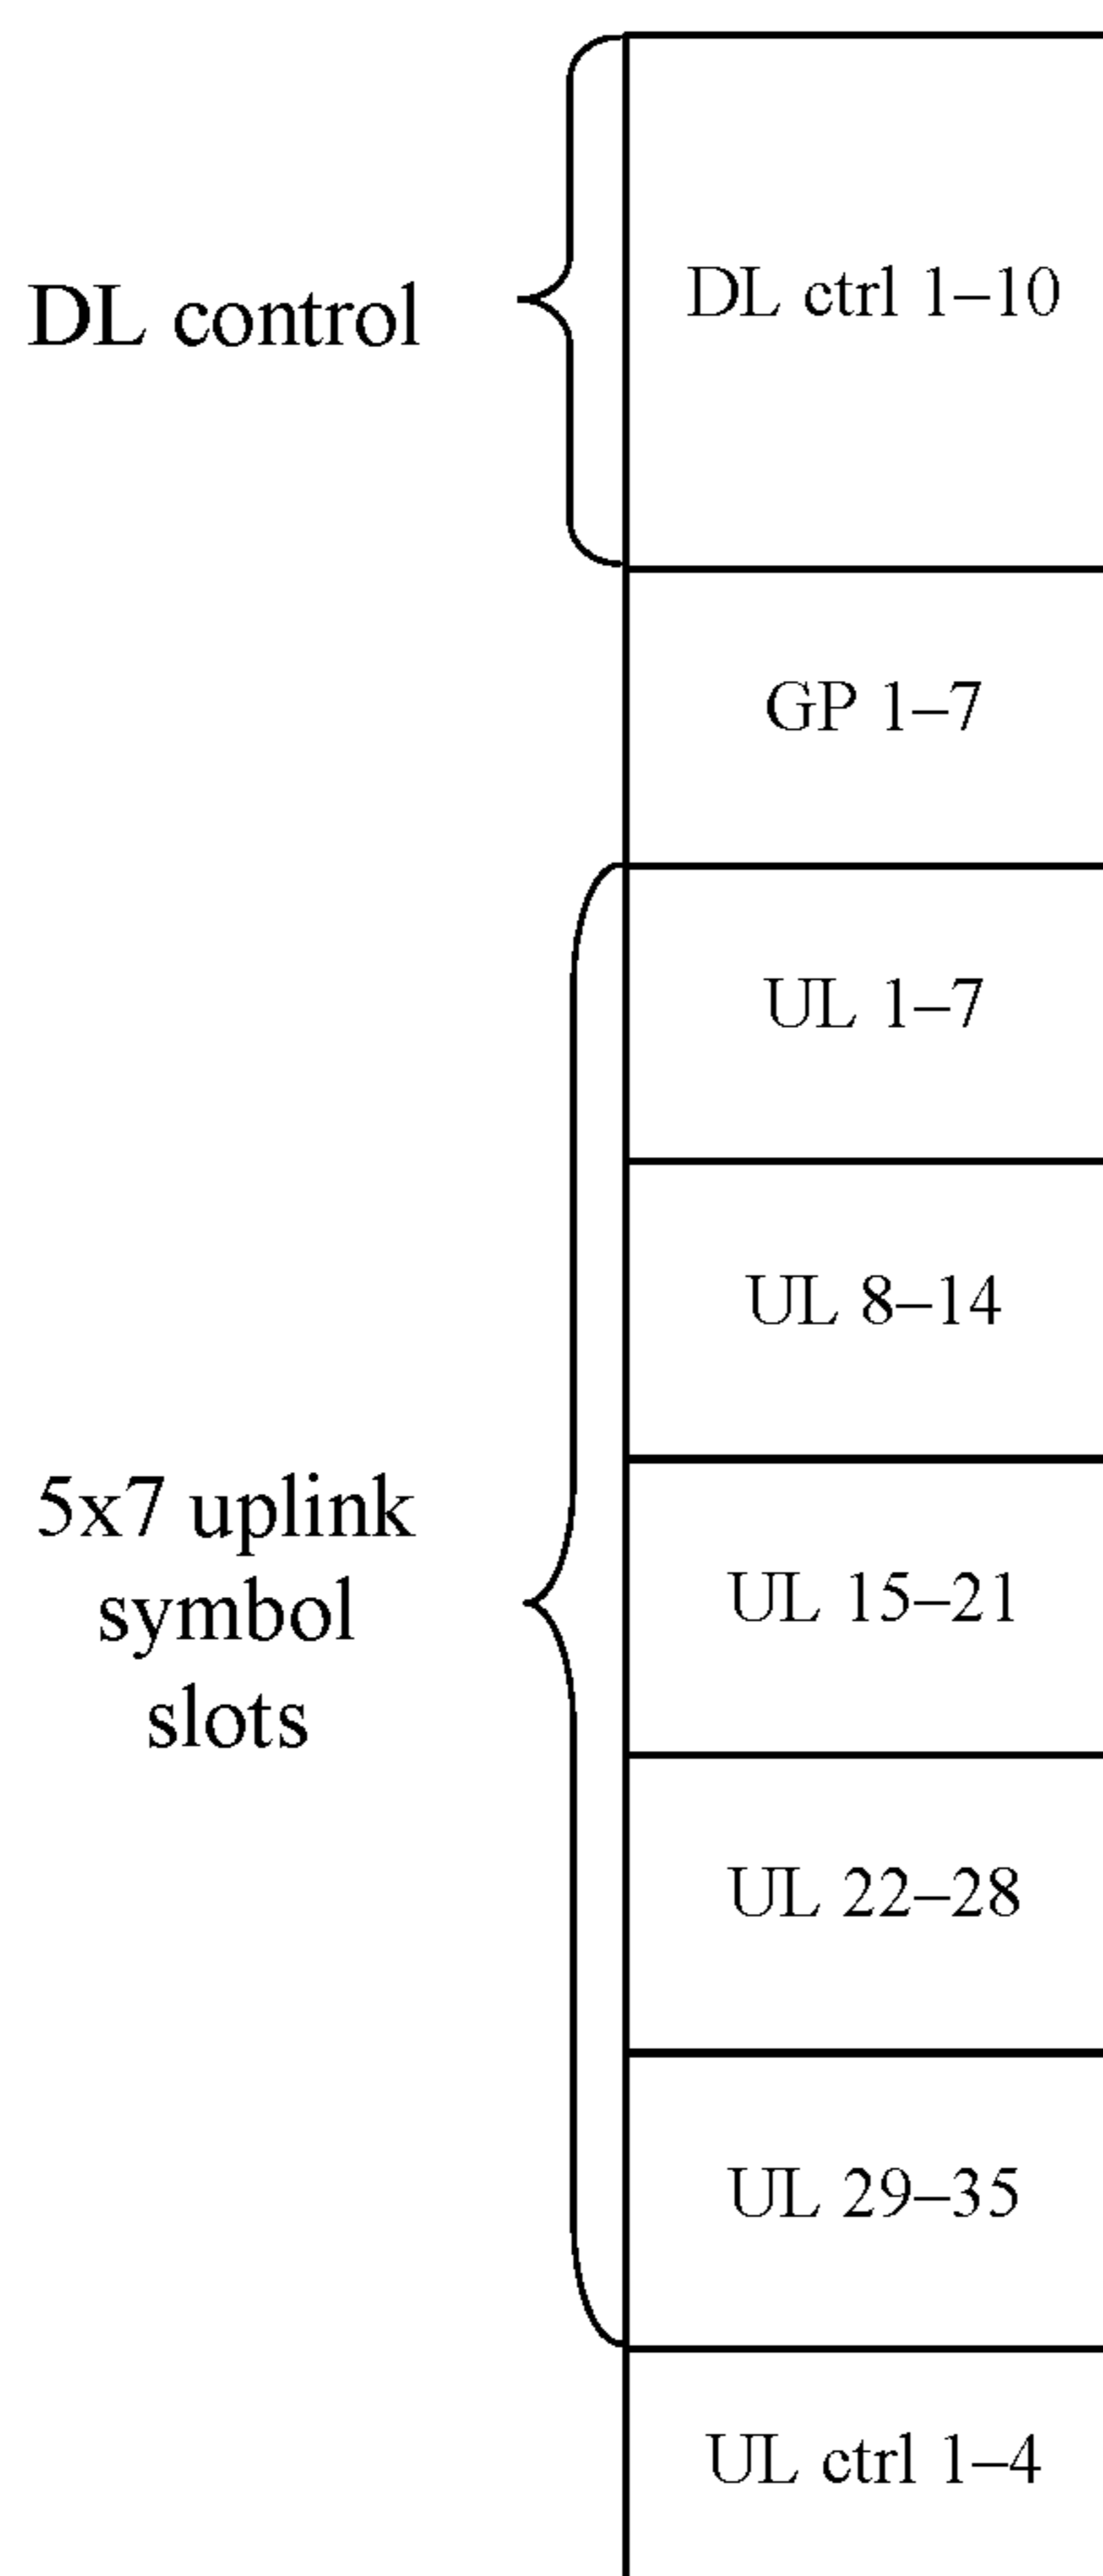 DL control
DL ctrl 1–10
GP 1–7
UL 1–7
UL 8–14
5x7 uplink
symbol
slots
UL 15–21
UL 22–28
UL 29–35
UL ctrl 1–4